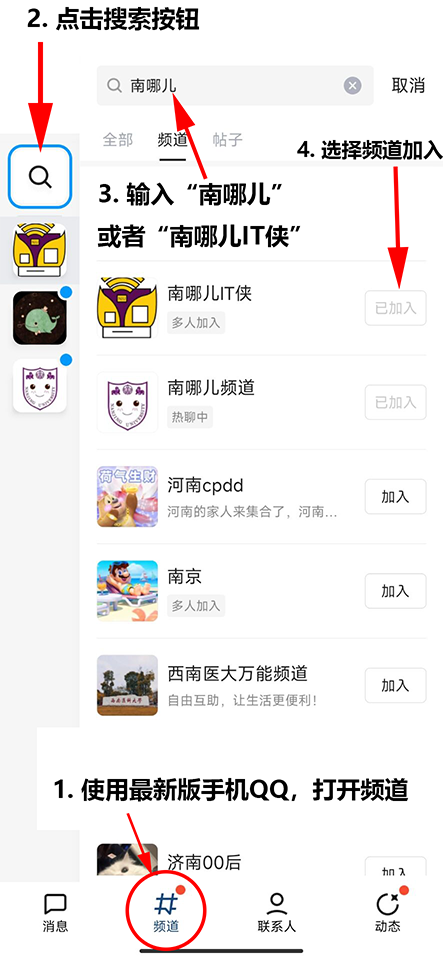 2. 点击搜索按钮
南哪儿
取消
全部
频道
帖子
4. 选择频道加入
3. 输入“南哪儿”
或者“南哪儿IT侠”
南哪儿IT侠
多人加入
已加入
南哪儿频道
热聊中
已加入
河南cpdd
河南的家人来集合了，河南...
加入
南京
多人加入
加入
西南医大万能频道
自由互助，让生活更便利！
加入
荷气生财
1. 使用最新版手机QQ，打开频道
济南00后
加入
消息
频道
联系人
动态